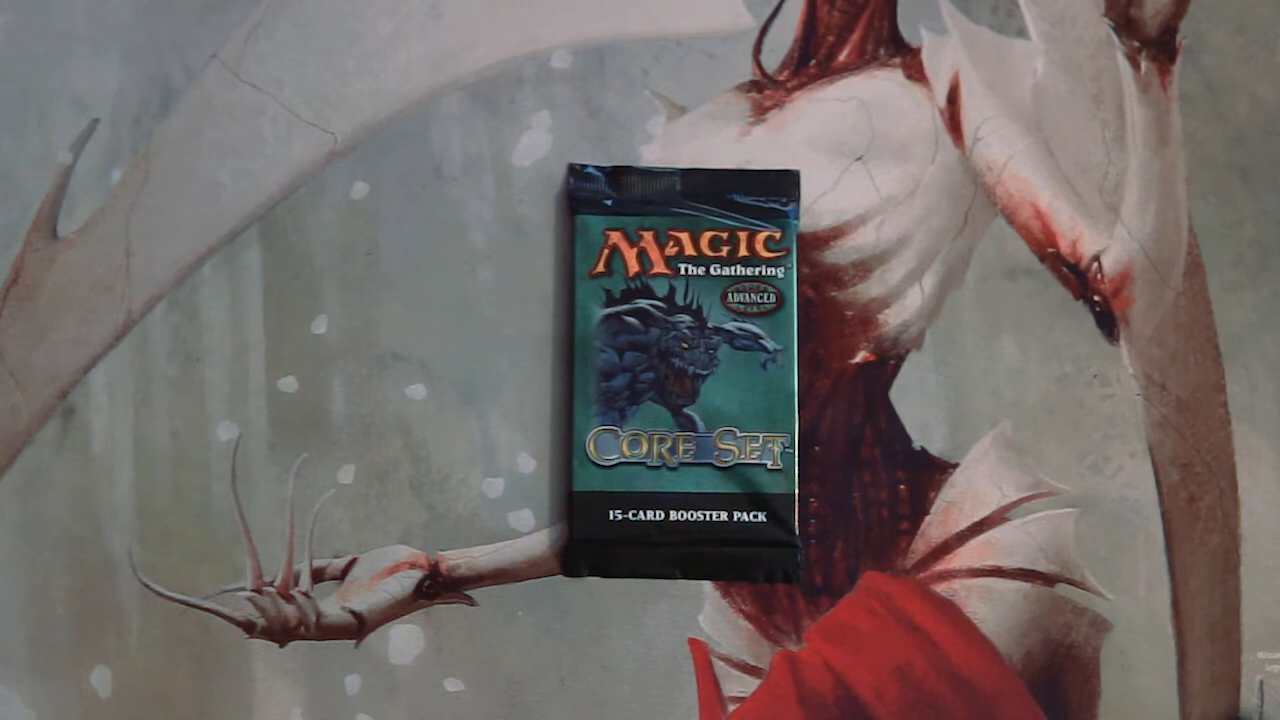 MAGIC
The Gathering
ADVANCED
CORE SET
15-CARD BOOSTER PACK